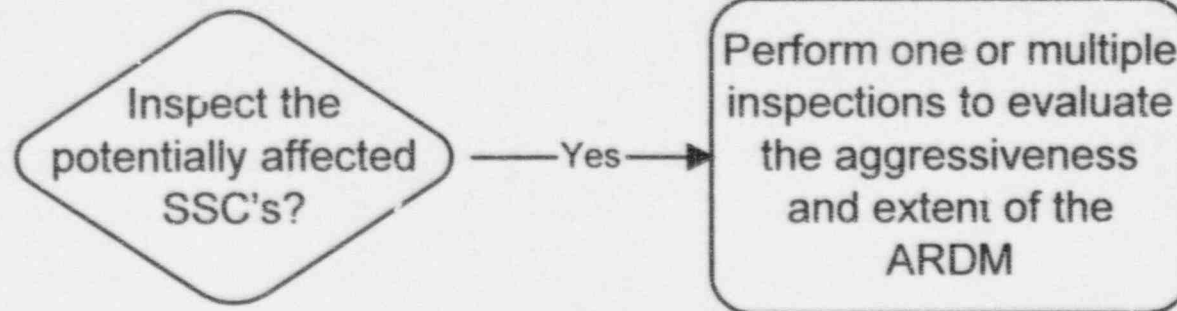 Inspect the
potentially affected
SSC's?
Yes
Perform one or multiple
inspections to evaluate
the aggressiveness
and extent of the
ARDM